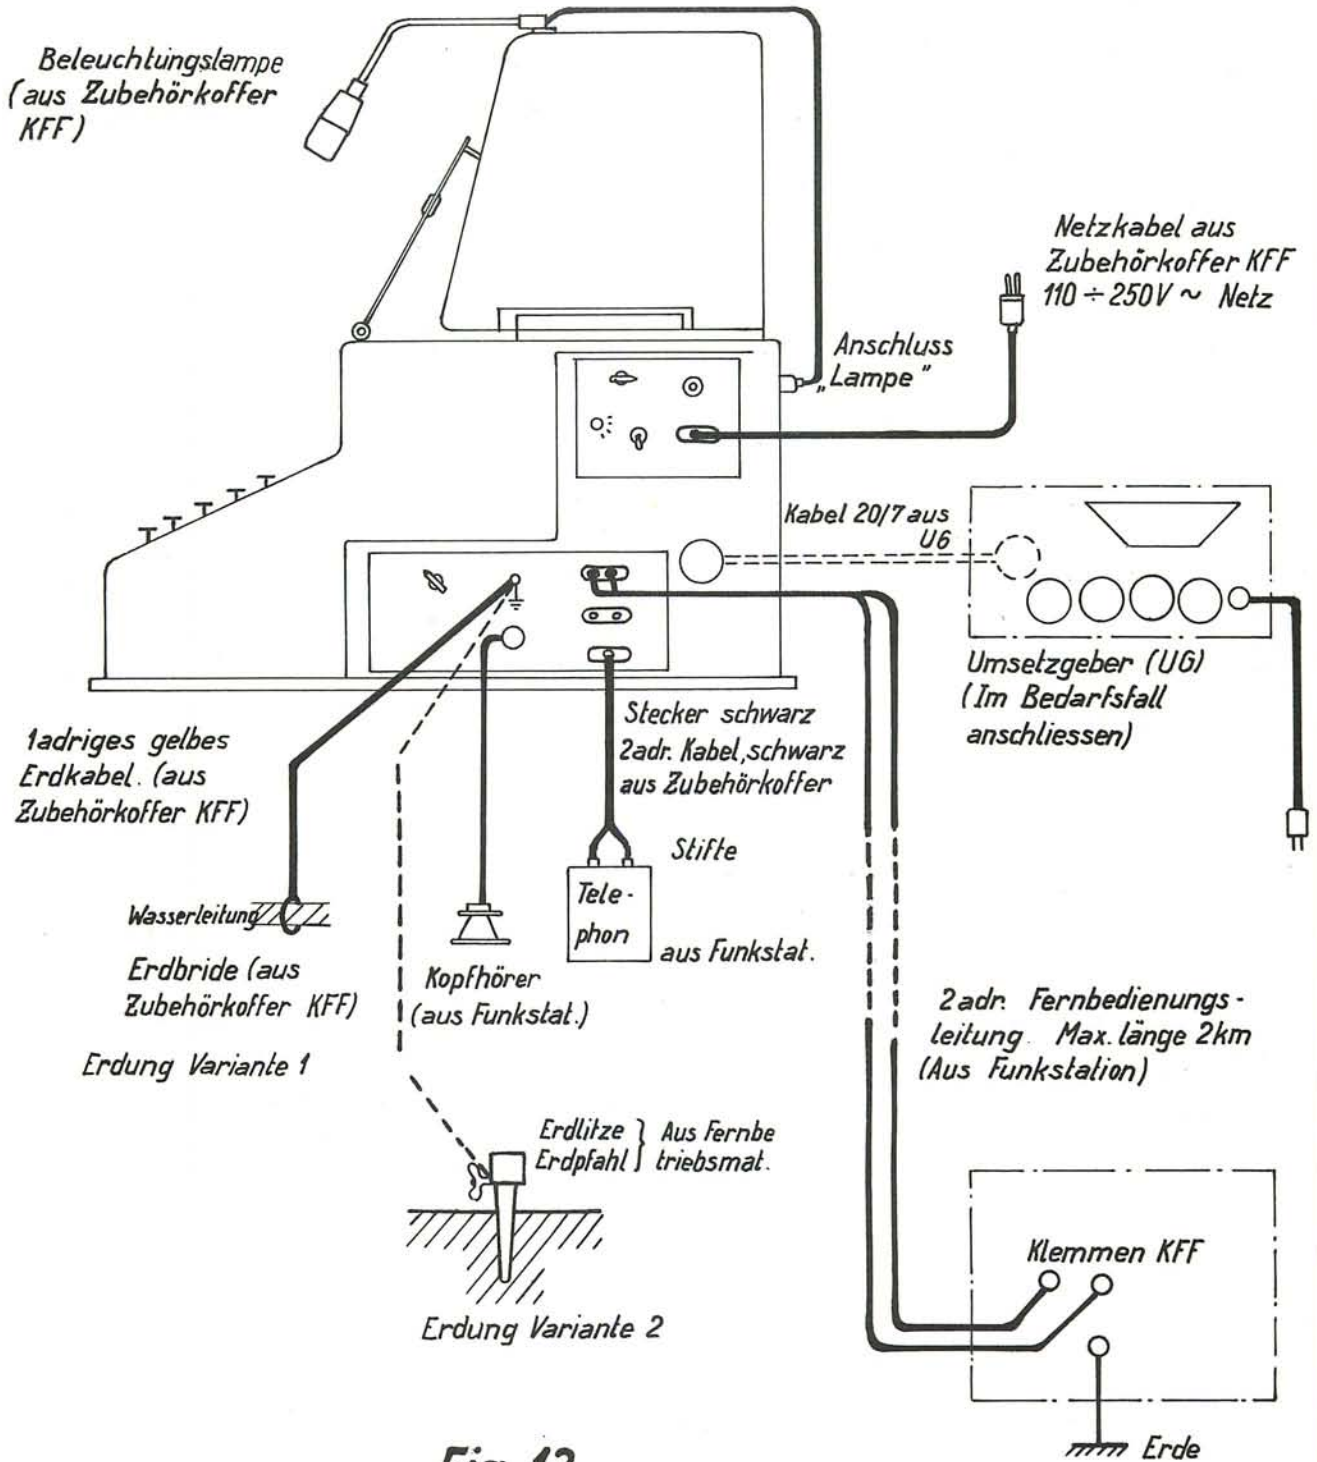 Beleuchtungslampe
(aus Zubehörkoffer
KFF)
Netzkabel aus
Zubehörkoffer KFF
110 ÷ 250V ~ Netz
Anschluss
„Lampe"
Kabel 20/7 aus
UG
Umsetzgeber (UG)
(Im Bedarfsfall
anschliessen)
1adriges gelbes
Erdkabel. (aus
Zubehörkoffer KFF)
Stecker schwarz
2adr. Kabel, schwarz
aus Zubehörkoffer
Stifte
Tele-
phon
aus Funkstat.
Wasserleitung
Erdbride (aus
Zubehörkoffer KFF)
Kopfhörer
(aus Funkstat.)
Erdung Variante 1
2adr. Fernbedienungs-
leitung. Max. länge 2km
(Aus Funkstation)
Erdlitze } Aus Fernbe
Erdpfahl } triebsmat.
Erdung Variante 2
Klemmen KFF
Erde